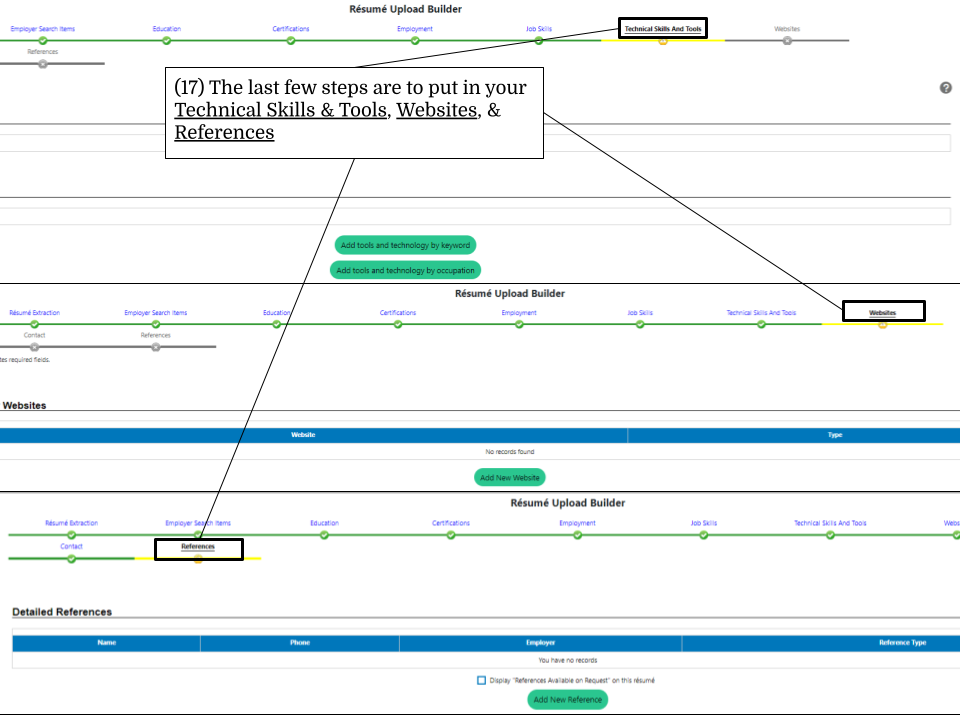 Résumé Upload Builder
Employer Search Items Education Certifications Employment Job Skills Technical Skills And Tools Websites
References
(17) The last few steps are to put in your
Technical Skills & Tools, Websites, &
References
?
Add tools and technology by keyword
Add tools and technology by occupation
Résumé Upload Builder
Résumé Extraction Employer Search Items Education Certifications Employment Job Skills Technical Skills And Tools Websites
Contact References
tes required fields.
Websites
Website Type
No records found
Add New Website
Résumé Upload Builder
Résumé Extraction Employer Search Items Education Certifications Employment Job Skills Technical Skills And Tools Webs
Contact References
Detailed References
Name Phone Employer Reference Type
You have no records
Display "References Available on Request" on this résumé
Add New Reference